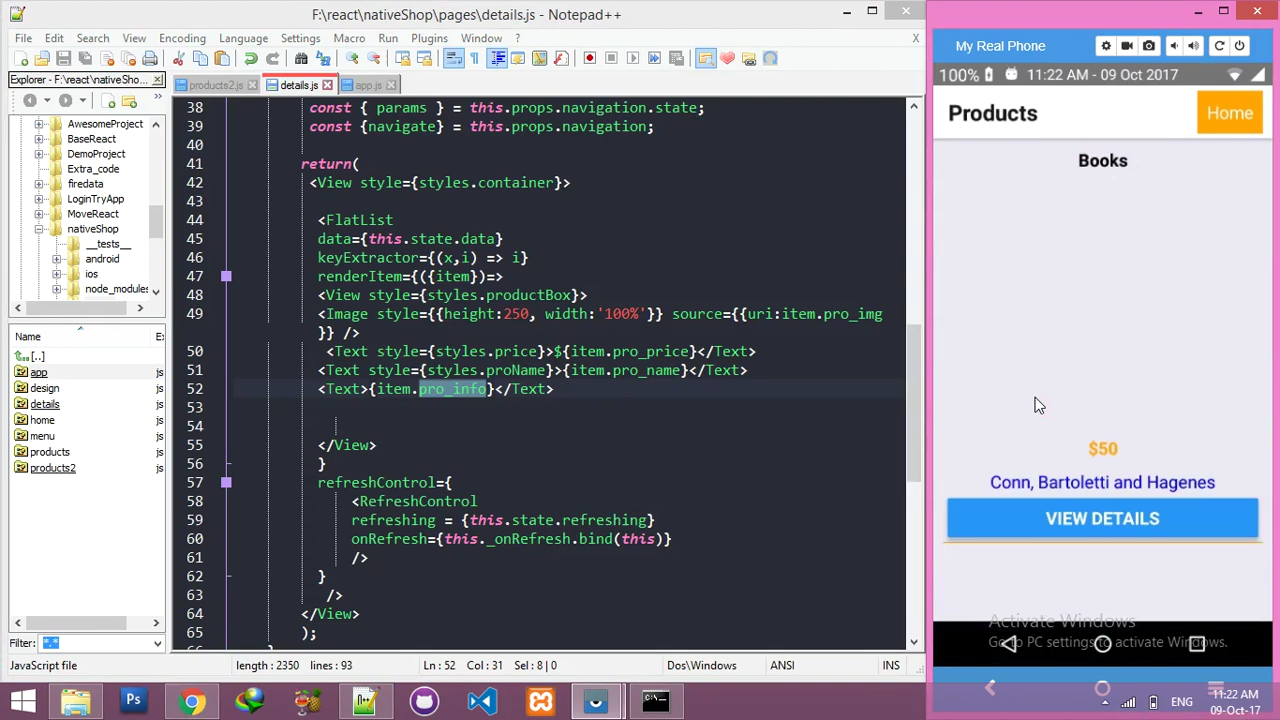 F:\react\nativeShop\pages\details.js - Notepad++
File Edit Search View Encoding Language Settings Macro Run Plugins Window ?
X
Explorer - F:\react\nativeShop\...
products2.js details.js app.js
AwesomeProject
BaseReact
DemoProject
Extra_code
firedata
LoginTryApp
MoveReact
nativeShop
__tests__
android
ios
node_modules
Name
[..]
app js
design js
details js
home js
menu js
products js
products2 js
Filter: *.*
38 const { params } = this.props.navigation.state;
39 const {navigate} = this.props.navigation;
40
41 return(
42 <View style={styles.container}>
43
44 <FlatList
45 data={this.state.data}
46 keyExtractor={(x,i) => i}
47 renderItem={({item})=>
48 <View style={styles.productBox}>
49 <Image style={{height:250, width:'100%'}} source={{uri:item.pro_img
}} />
50 <Text style={styles.price}>${item.pro_price}</Text>
51 <Text style={styles.proName}>{item.pro_name}</Text>
52 <Text>{item.pro_info}</Text>
53
54
55 </View>
56 }
57 refreshControl={
58 <RefreshControl
59 refreshing = {this.state.refreshing}
60 onRefresh={this._onRefresh.bind(this)}
61 />
62 }
63 />
64 </View>
65 );
JavaScript file length : 2350 lines : 93 Ln : 52 Col : 31 Sel : 8 | 0 Dos\Windows ANSI INS
My Real Phone
100% 11:22 AM - 09 Oct 2017
Products Home
Books
$50
Conn, Bartoletti and Hagenes
VIEW DETAILS
Activate Windows
Go to PC settings to activate Windows.
Ps
ENG
11:22 AM
09-Oct-17